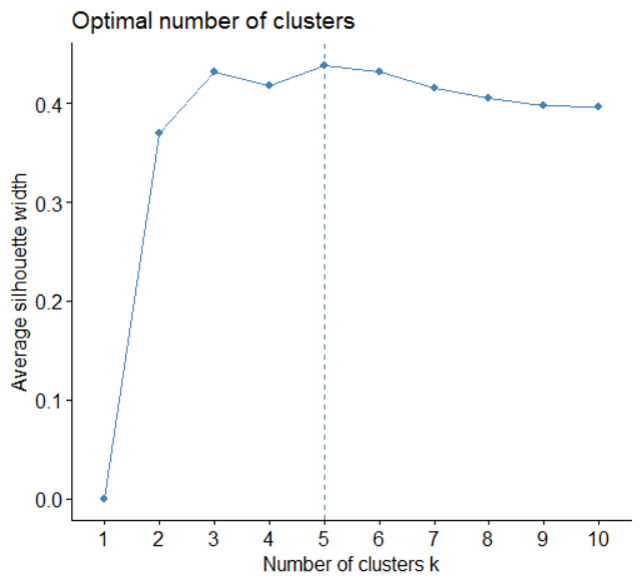 Optimal number of clusters
Average silhouette width
0.4
0.3
0.2
0.1
0.0
1 2 3 4 5 6 7 8 9 10
Number of clusters k